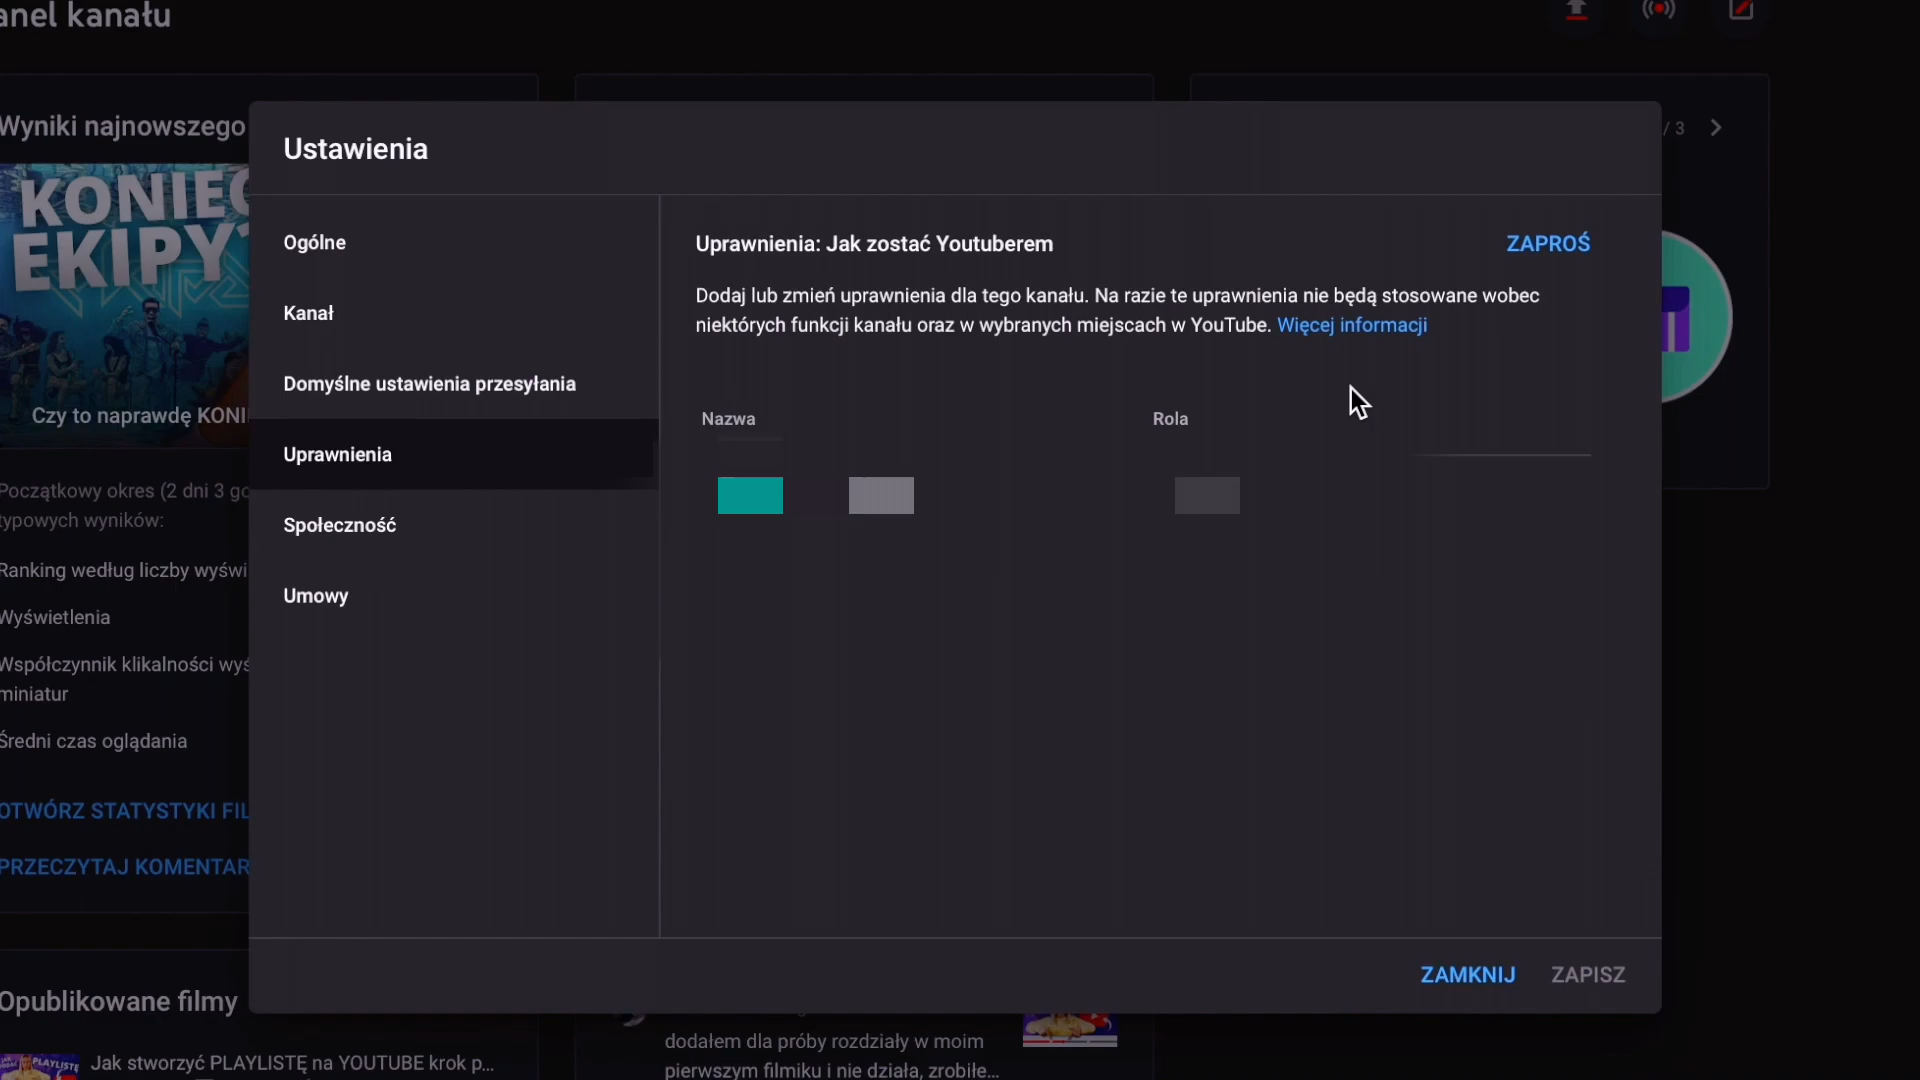 anel kanału
Wyniki najnowszego
KONIEC
EKIPY?
Czy to naprawdę KONI
Początkowy okres (2 dni 3 go
typowych wyników:
Ranking według liczby wyświ
Wyświetlenia
Współczynnik klikalności wyś
miniatur
Średni czas oglądania
OTWÓRZ STATYSTYKI FIL
PRZECZYTAJ KOMENTAR
Opublikowane filmy
PLAYLISTĘ
Jak stworzyć PLAYLISTĘ na YOUTUBE krok p...
Ustawienia
Ogólne
Kanał
Domyślne ustawienia przesyłania
Uprawnienia
Społeczność
Umowy
Uprawnienia: Jak zostać Youtuberem
ZAPROŚ
Dodaj lub zmień uprawnienia dla tego kanału. Na razie te uprawnienia nie będą stosowane wobec
niektórych funkcji kanału oraz w wybranych miejscach w YouTube. Więcej informacji
Nazwa
Rola
ZAMKNIJ
ZAPISZ
/ 3
dodałem dla próby rozdziały w moim
pierwszym filmiku i nie działa, zrobiłe...